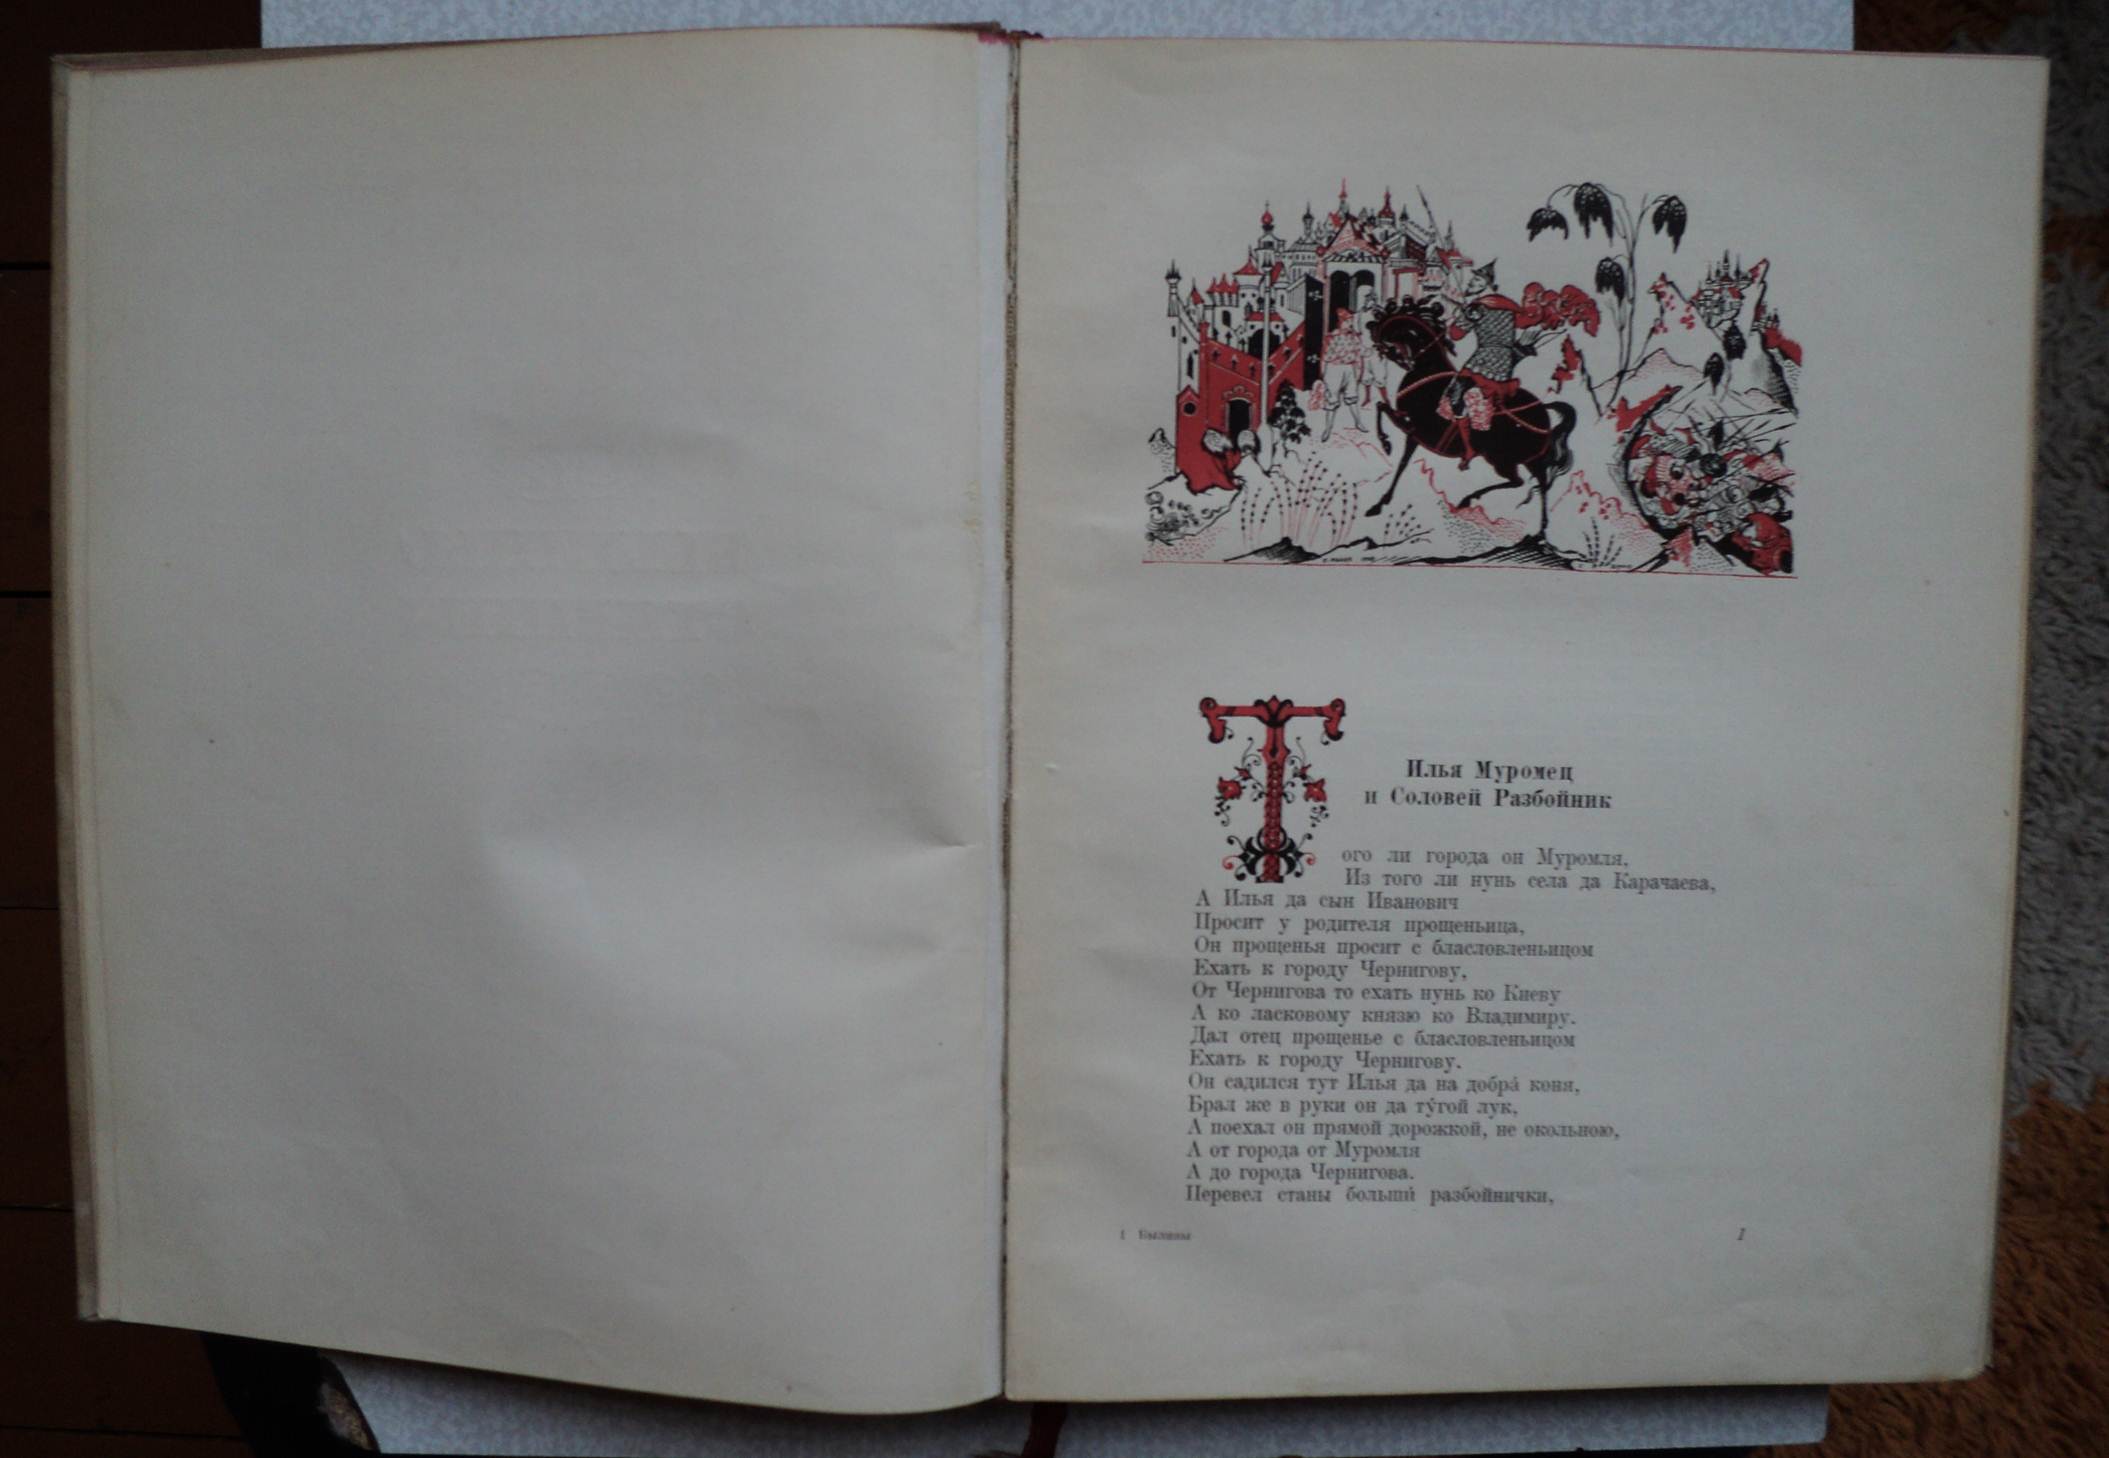 Илья Муромец
и Соловей Разбойник
Того ли города он Муромля,
Из того ли нунь села да Карачаева,
А Илья да сын Иванович
Просит у родителя прощеньица,
Он прощенья просит с бласловленьицом
Ехать к городу Чернигову,
От Чернигова то ехать нунь ко Киеву
А ко ласковому князю ко Владимиру.
Дал отец прощенье с бласловленьицом
Ехать к городу Чернигову.
Он садился тут Илья да на добра́ коня,
Брал же в руки он да ту́гой лук,
А поехал он прямой дорожкой, не окольною,
А от города от Муромля
А до города Чернигова.
Перевел станы больши́ разбойнички,
1 Былины
1